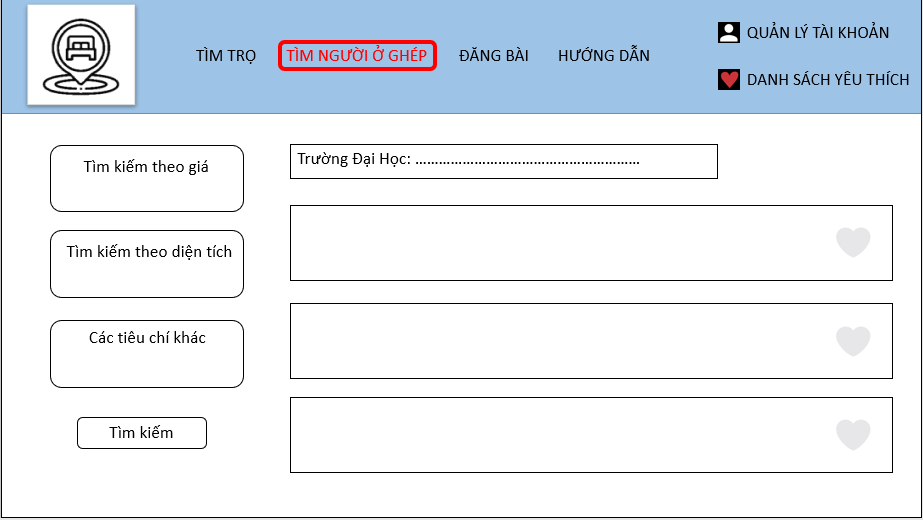 TÌM TRỌ
TÌM NGƯỜI Ở GHÉP
ĐĂNG BÀI
HƯỚNG DẪN
QUẢN LÝ TÀI KHOẢN
DANH SÁCH YÊU THÍCH
Tìm kiếm theo giá
Tìm kiếm theo diện tích
Các tiêu chí khác
Tìm kiếm
Trường Đại Học: …………………………………………………